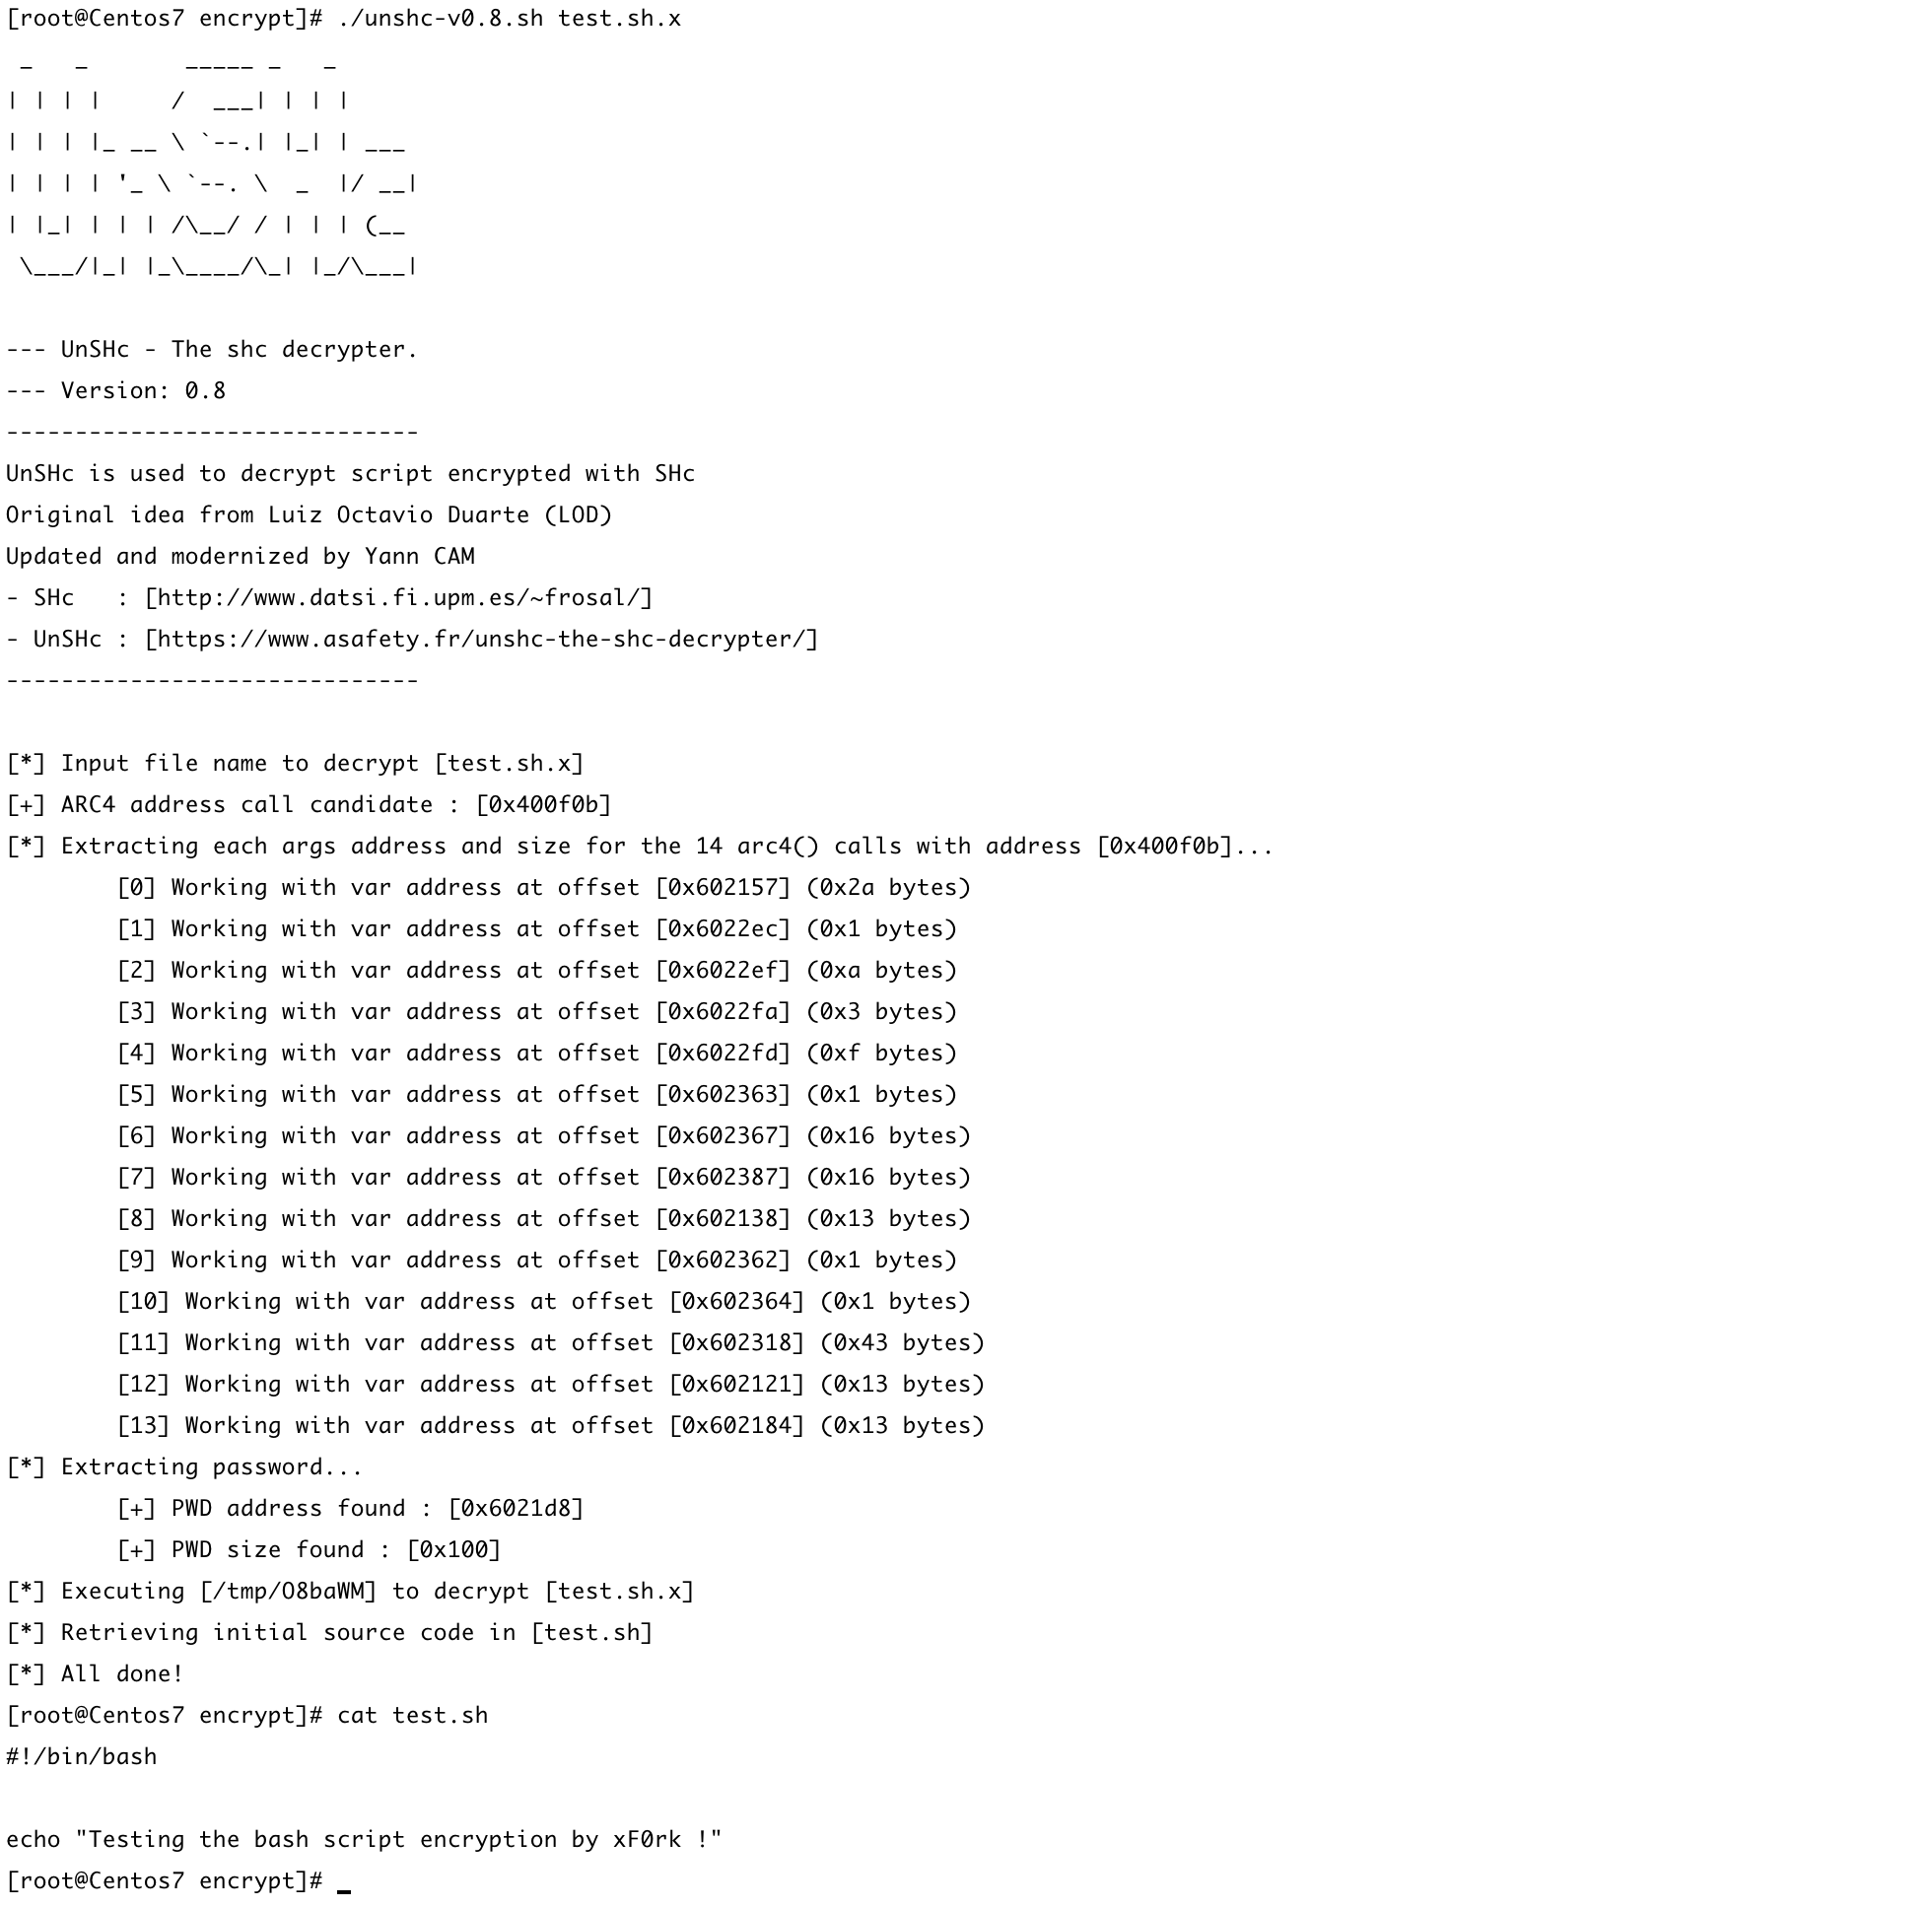 [root@Centos7 encrypt]# ./unshc-v0.8.sh test.sh.x
 _   _       _____ _   _
| | | |     /  ___| | | |
| | | |_ __ \ `--.| |_| | ___
| | | | '_ \ `--. \  _  |/ __|
| |_| | | | /\__/ / | | | (__
 \___/|_| |_\____/\_| |_/\___|

--- UnSHc - The shc decrypter.
--- Version: 0.8
------------------------------
UnSHc is used to decrypt script encrypted with SHc
Original idea from Luiz Octavio Duarte (LOD)
Updated and modernized by Yann CAM
- SHc   : [http://www.datsi.fi.upm.es/~frosal/]
- UnSHc : [https://www.asafety.fr/unshc-the-shc-decrypter/]
------------------------------

[*] Input file name to decrypt [test.sh.x]
[+] ARC4 address call candidate : [0x400f0b]
[*] Extracting each args address and size for the 14 arc4() calls with address [0x400f0b]...
        [0] Working with var address at offset [0x602157] (0x2a bytes)
        [1] Working with var address at offset [0x6022ec] (0x1 bytes)
        [2] Working with var address at offset [0x6022ef] (0xa bytes)
        [3] Working with var address at offset [0x6022fa] (0x3 bytes)
        [4] Working with var address at offset [0x6022fd] (0xf bytes)
        [5] Working with var address at offset [0x602363] (0x1 bytes)
        [6] Working with var address at offset [0x602367] (0x16 bytes)
        [7] Working with var address at offset [0x602387] (0x16 bytes)
        [8] Working with var address at offset [0x602138] (0x13 bytes)
        [9] Working with var address at offset [0x602362] (0x1 bytes)
        [10] Working with var address at offset [0x602364] (0x1 bytes)
        [11] Working with var address at offset [0x602318] (0x43 bytes)
        [12] Working with var address at offset [0x602121] (0x13 bytes)
        [13] Working with var address at offset [0x602184] (0x13 bytes)
[*] Extracting password...
        [+] PWD address found : [0x6021d8]
        [+] PWD size found : [0x100]
[*] Executing [/tmp/O8baWM] to decrypt [test.sh.x]
[*] Retrieving initial source code in [test.sh]
[*] All done!
[root@Centos7 encrypt]# cat test.sh
#!/bin/bash

echo "Testing the bash script encryption by xF0rk !"
[root@Centos7 encrypt]# _